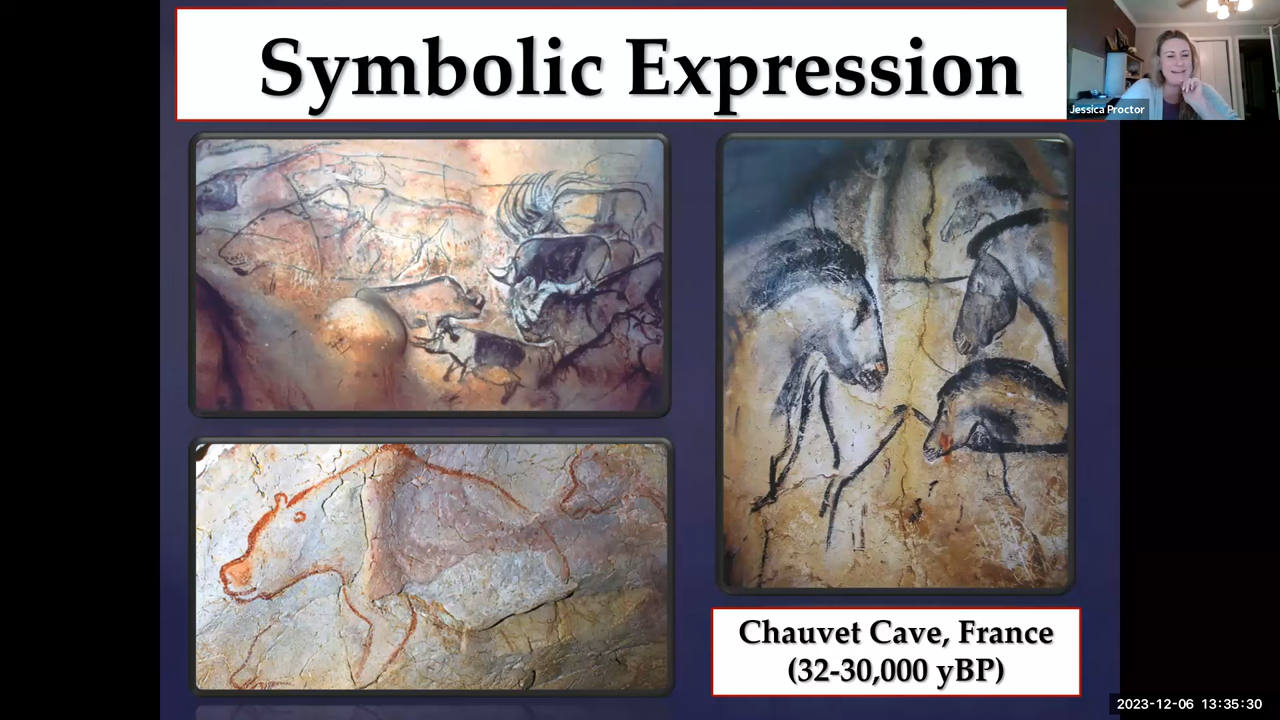 Symbolic Expression
Jessica Proctor
Chauvet Cave, France
(32-30,000 yBP)
2023-12-06 13:35:30